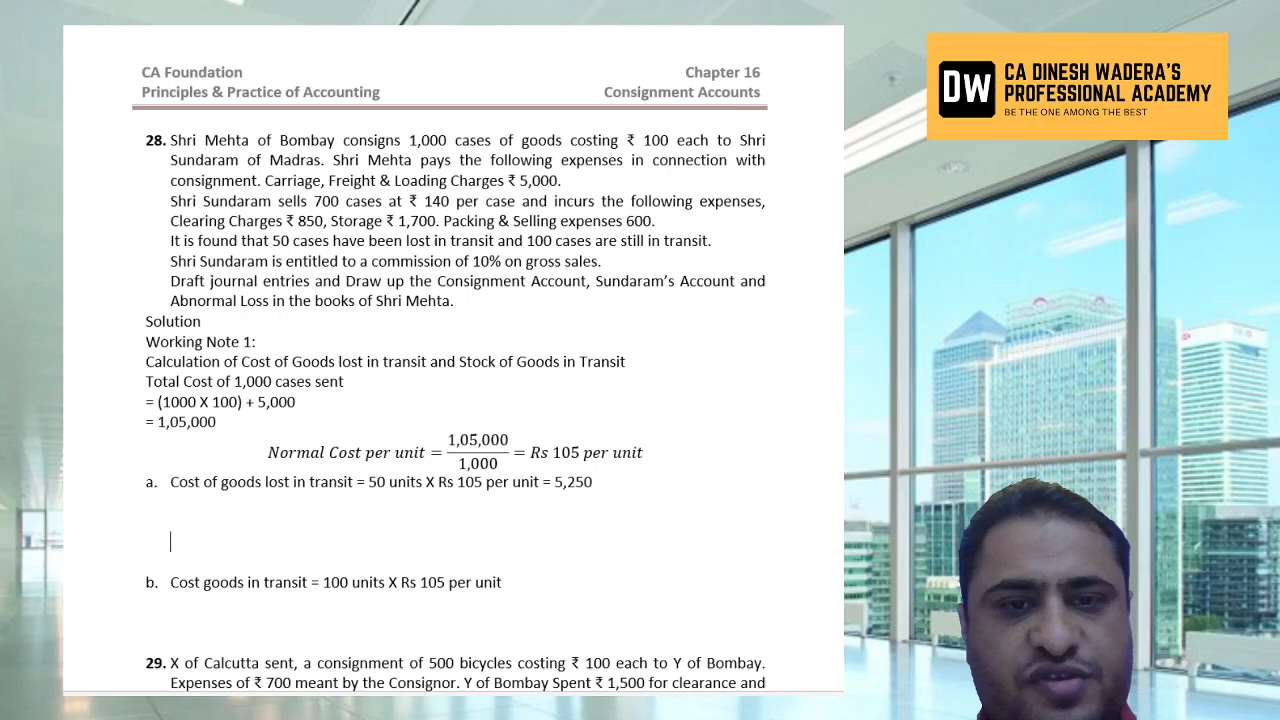 CA Foundation
Chapter 16
Principles & Practice of Accounting
Consignment Accounts
28. Shri Mehta of Bombay consigns 1,000 cases of goods costing ₹ 100 each to Shri
Sundaram of Madras. Shri Mehta pays the following expenses in connection with
consignment. Carriage, Freight & Loading Charges ₹ 5,000.
Shri Sundaram sells 700 cases at ₹ 140 per case and incurs the following expenses,
Clearing Charges ₹ 850, Storage ₹ 1,700. Packing & Selling expenses 600.
It is found that 50 cases have been lost in transit and 100 cases are still in transit.
Shri Sundaram is entitled to a commission of 10% on gross sales.
Draft journal entries and Draw up the Consignment Account, Sundaram's Account and
Abnormal Loss in the books of Shri Mehta.
Solution
Working Note 1:
Calculation of Cost of Goods lost in transit and Stock of Goods in Transit
Total Cost of 1,000 cases sent
= (1000 X 100) + 5,000
= 1,05,000
Normal Cost per unit = 1,05,000 / 1,000 = Rs 105 per unit
a. Cost of goods lost in transit = 50 units X Rs 105 per unit = 5,250
b. Cost goods in transit = 100 units X Rs 105 per unit
29. X of Calcutta sent, a consignment of 500 bicycles costing ₹ 100 each to Y of Bombay.
Expenses of ₹ 700 meant by the Consignor. Y of Bombay Spent ₹ 1,500 for clearance and
DW
CA DINESH WADERA'S
PROFESSIONAL ACADEMY
BE THE ONE AMONG THE BEST